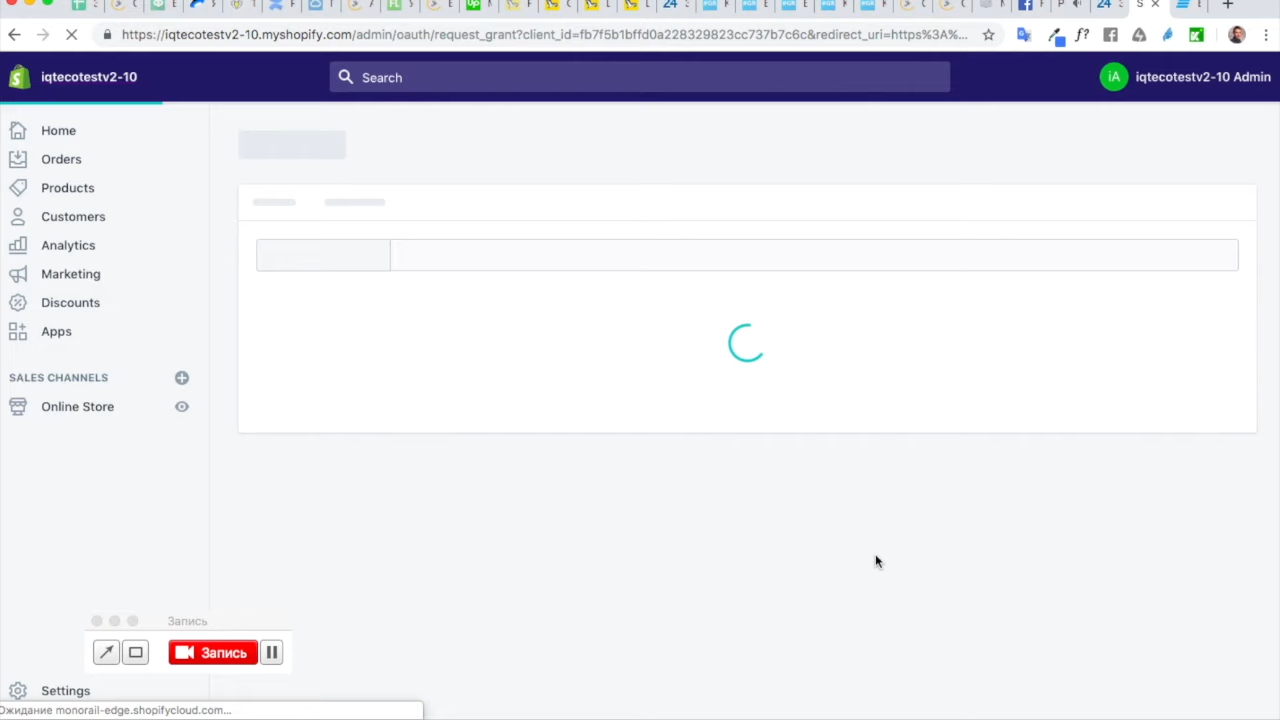 https://iqtecotestv2-10.myshopify.com/admin/oauth/request_grant?client_id=fb7f5b1bffd0a228329823cc737b7c6c&redirect_uri=https%3A%...
iqtecotestv2-10
Search
iA
iqtecotestv2-10 Admin
Home
Orders
Products
Customers
Analytics
Marketing
Discounts
Apps
SALES CHANNELS
Online Store
Запись
Запись
Settings
Ожидание monorail-edge.shopifycloud.com...